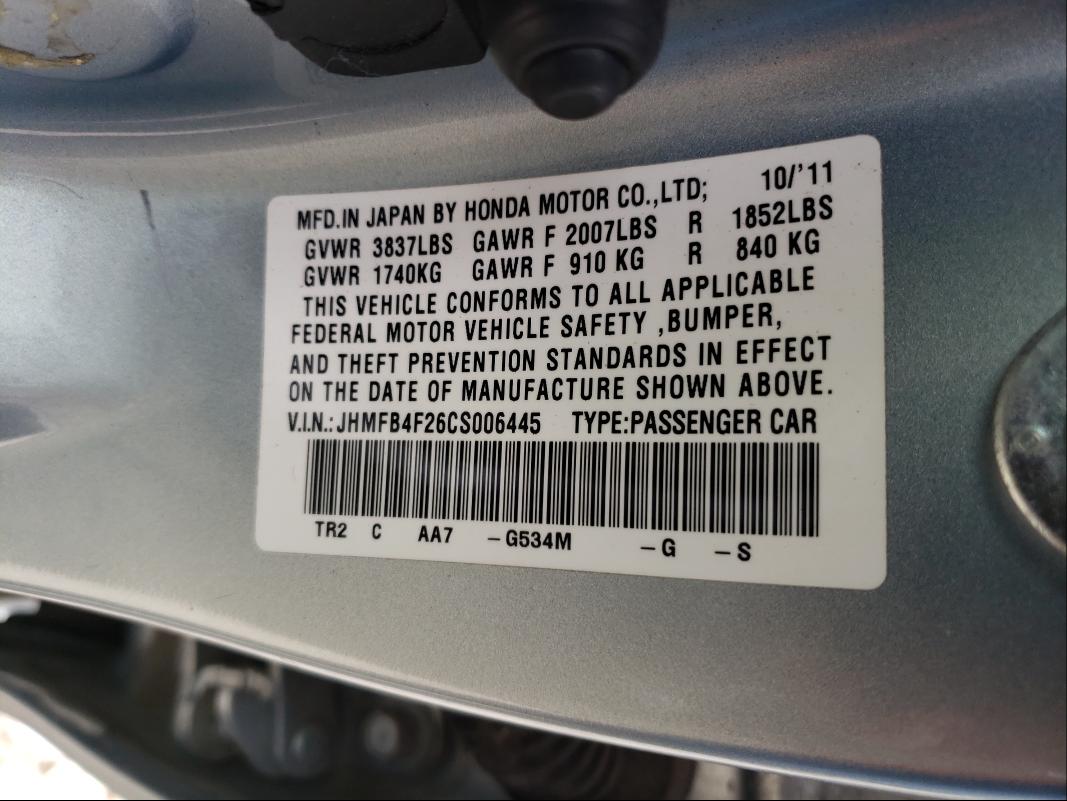 MFD.IN JAPAN BY HONDA MOTOR CO.,LTD; 10/'11
GVWR 3837LBS GAWR F 2007LBS R 1852LBS
GVWR 1740KG GAWR F 910 KG R 840 KG
THIS VEHICLE CONFORMS TO ALL APPLICABLE
FEDERAL MOTOR VEHICLE SAFETY ,BUMPER,
AND THEFT PREVENTION STANDARDS IN EFFECT
ON THE DATE OF MANUFACTURE SHOWN ABOVE.
V.I.N.:JHMFB4F26CS006445 TYPE:PASSENGER CAR
TR2 C AA7 -G534M -G -S